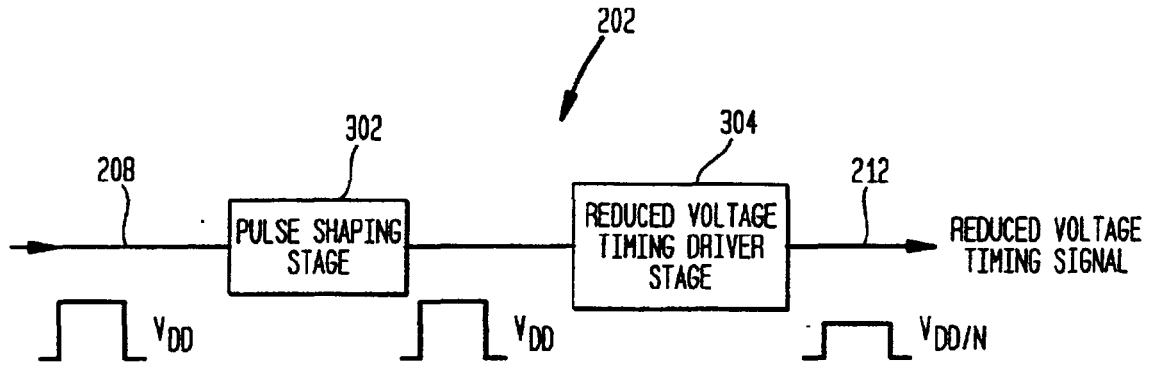 202
302
304
208
212
PULSE SHAPING
STAGE
REDUCED VOLTAGE
TIMING DRIVER
STAGE
REDUCED VOLTAGE
TIMING SIGNAL
VDD
VDD
VDD/N